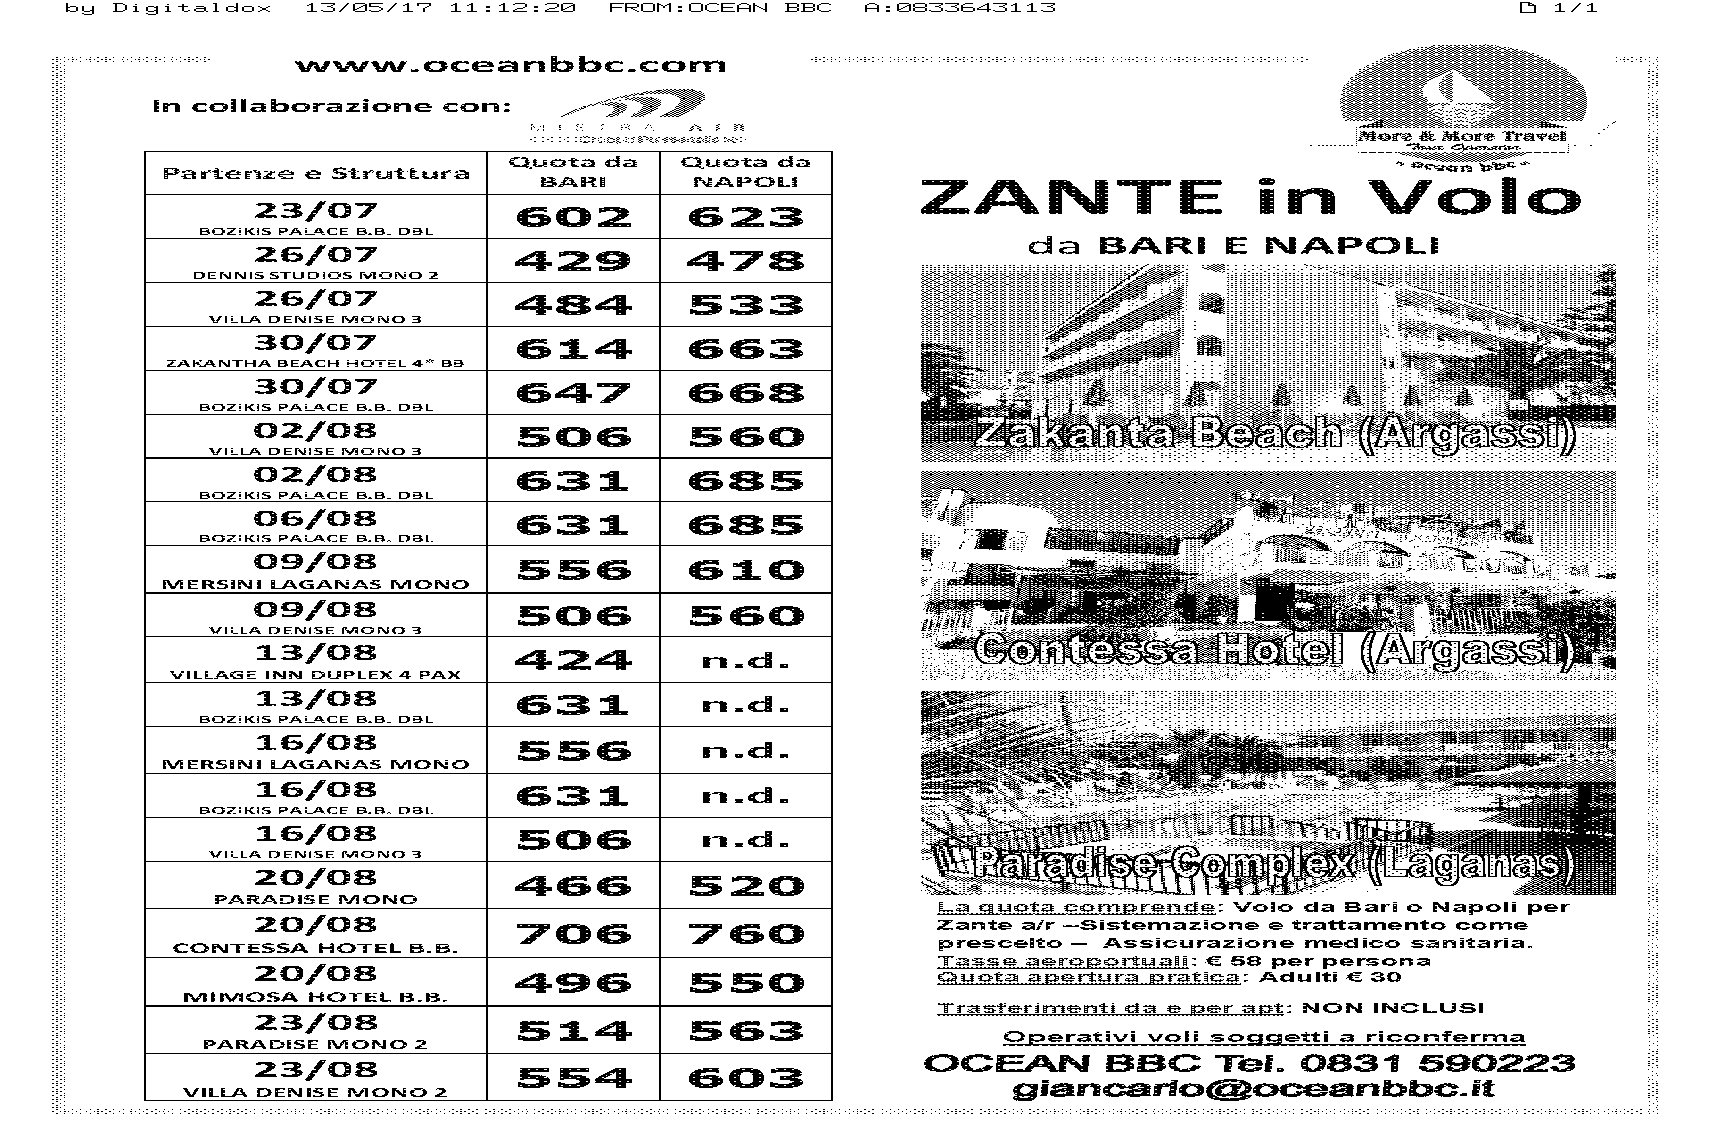 by Digitaldox 13/05/17 11:12:20 FROM:OCEAN BBC A:0833643113 1/1
www.oceanbbc.com
In collaborazione con:
MISTRAL AIR
More & More Travel
Tour Operator
"Ocean bbc"
Partenze e Struttura Quota da BARI Quota da NAPOLI
23/07 602 623
BOZIKIS PALACE B.B. DBL
26/07 429 478
DENNIS STUDIOS MONO 2
26/07 484 533
VILLA DENISE MONO 3
30/07 614 663
ZAKANTHA BEACH HOTEL 4* BB
30/07 647 668
BOZIKIS PALACE B.B. DBL
02/08 506 560
VILLA DENISE MONO 3
02/08 631 685
BOZIKIS PALACE B.B. DBL
06/08 631 685
BOZIKIS PALACE B.B. DBL
09/08 556 610
MERSINI LAGANAS MONO
09/08 506 560
VILLA DENISE MONO 3
13/08 424 n.d.
VILLAGE INN DUPLEX 4 PAX
13/08 631 n.d.
BOZIKIS PALACE B.B. DBL
16/08 556 n.d.
MERSINI LAGANAS MONO
16/08 631 n.d.
BOZIKIS PALACE B.B. DBL
16/08 506 n.d.
VILLA DENISE MONO 3
20/08 466 520
PARADISE MONO
20/08 706 760
CONTESSA HOTEL B.B.
20/08 496 550
MIMOSA HOTEL B.B.
23/08 514 563
PARADISE MONO 2
23/08 554 603
VILLA DENISE MONO 2
ZANTE in Volo
da BARI E NAPOLI
Zakanta Beach (Argassi)
Contessa Hotel (Argassi)
Paradise Complex (Laganas)
La quota comprende: Volo da Bari o Napoli per
Zante a/r –Sistemazione e trattamento come
prescelto – Assicurazione medico sanitaria.
Tasse aeroportuali: € 58 per persona
Quota apertura pratica: Adulti € 30
Trasferimenti da e per apt: NON INCLUSI
Operativi voli soggetti a riconferma
OCEAN BBC Tel. 0831 590223
giancarlo@oceanbbc.it